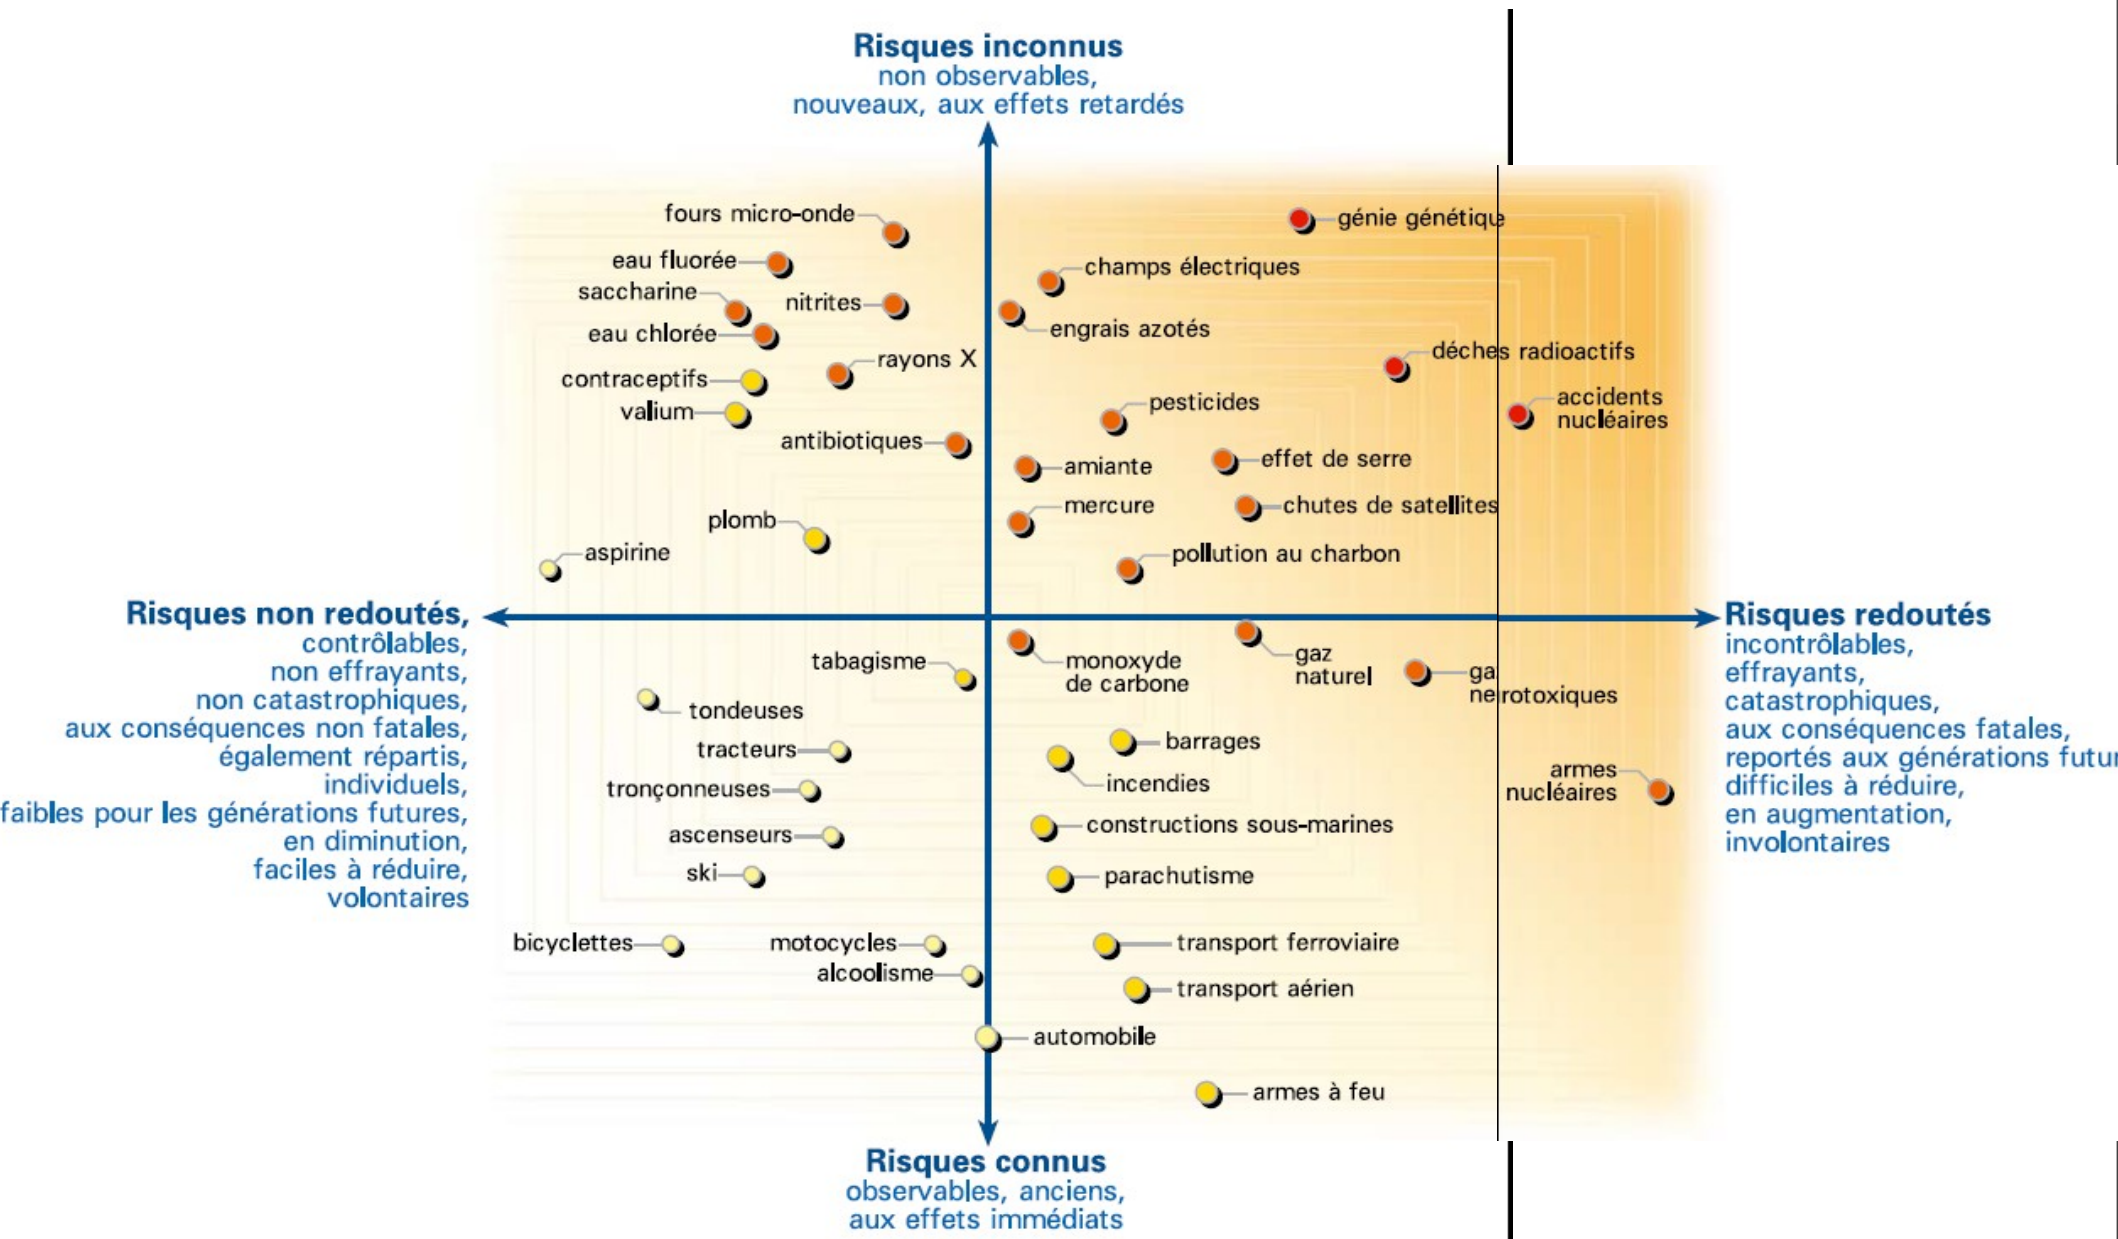 Risques inconnus
non observables,
nouveaux, aux effets retardés
fours micro-onde
génie génétique
eau fluorée
champs électriques
saccharine
nitrites
engrais azotés
eau chlorée
rayons X
déches radioactifs
contraceptifs
valium
pesticides
accidents
nucléaires
antibiotiques
amiante
effet de serre
mercure
chutes de satellites
plomb
aspirine
pollution au charbon
Risques non redoutés,
contrôlables,
non effrayants,
non catastrophiques,
aux conséquences non fatales,
également répartis,
individuels,
faibles pour les générations futures,
en diminution,
faciles à réduire,
volontaires
Risques redoutés
incontrôlables,
effrayants,
catastrophiques,
aux conséquences fatales,
reportés aux générations futur
difficiles à réduire,
en augmentation,
involontaires
tabagisme
monoxyde
de carbone
gaz
naturel
ga
nerotoxiques
tondeuses
tracteurs
barrages
incendies
tronçonneuses
armes
nucléaires
ascenseurs
constructions sous-marines
ski
parachutisme
bicyclettes
motocycles
transport ferroviaire
alcoolisme
transport aérien
automobile
armes à feu
Risques connus
observables, anciens,
aux effets immédiats